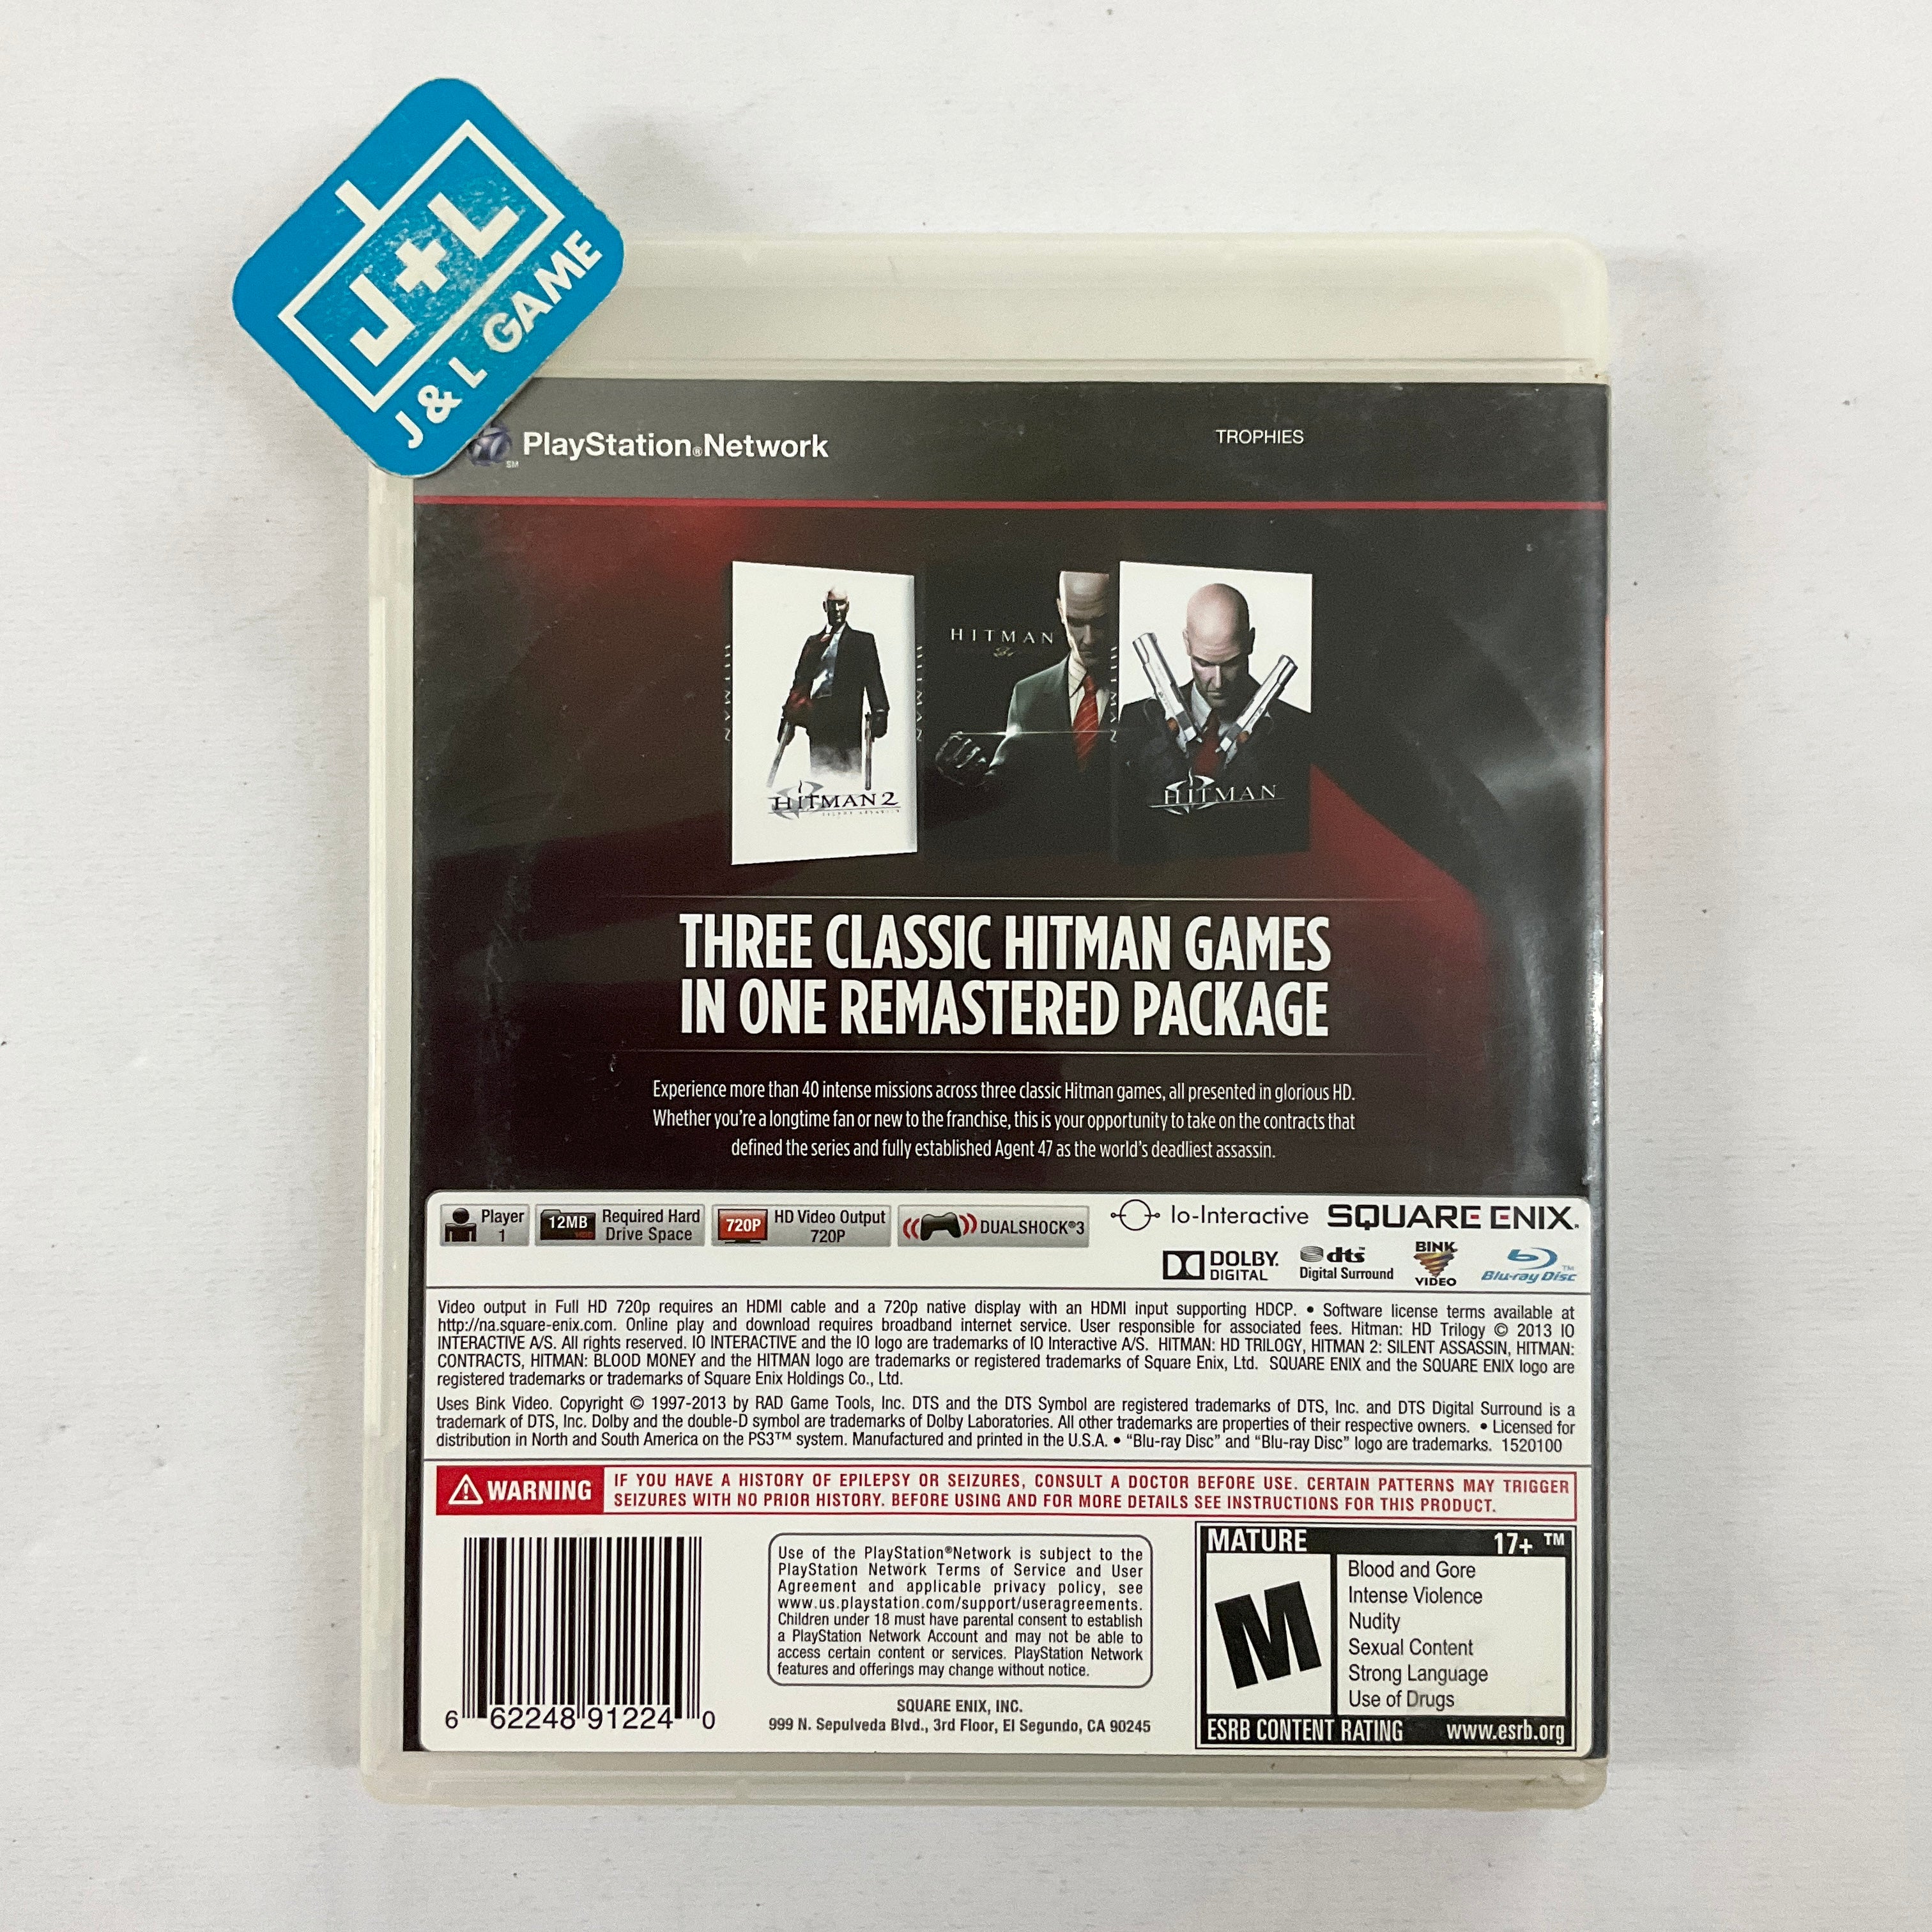 J+L
J & L GAME
PlayStation®Network
SM
TROPHIES
HITMAN 2
SILENT ASSASSIN
HITMAN
HITMAN
HITMAN
HITMAN
HITMAN
THREE CLASSIC HITMAN GAMES
IN ONE REMASTERED PACKAGE
Experience more than 40 intense missions across three classic Hitman games, all presented in glorious HD.
Whether you're a longtime fan or new to the franchise, this is your opportunity to take on the contracts that
defined the series and fully established Agent 47 as the world's deadliest assassin.
Player
1
12MB
Required Hard
Drive Space
720P
HD Video Output
720P
DUALSHOCK®3
Io-Interactive
SQUARE ENIX.
DOLBY.
DIGITAL
dts™
Digital Surround
BINK
VIDEO
Blu-ray Disc™
Video output in Full HD 720p requires an HDMI cable and a 720p native display with an HDMI input supporting HDCP. • Software license terms available at
http://na.square-enix.com. Online play and download requires broadband internet service. User responsible for associated fees. Hitman: HD Trilogy © 2013 IO
INTERACTIVE A/S. All rights reserved. IO INTERACTIVE and the IO logo are trademarks of IO Interactive A/S. HITMAN: HD TRILOGY, HITMAN 2: SILENT ASSASSIN, HITMAN:
CONTRACTS, HITMAN: BLOOD MONEY and the HITMAN logo are trademarks or registered trademarks of Square Enix, Ltd. SQUARE ENIX and the SQUARE ENIX logo are
registered trademarks or trademarks of Square Enix Holdings Co., Ltd.
Uses Bink Video. Copyright © 1997-2013 by RAD Game Tools, Inc. DTS and the DTS Symbol are registered trademarks of DTS, Inc. and DTS Digital Surround is a
trademark of DTS, Inc. Dolby and the double-D symbol are trademarks of Dolby Laboratories. All other trademarks are properties of their respective owners. • Licensed for
distribution in North and South America on the PS3™ system. Manufactured and printed in the U.S.A. • “Blu-ray Disc” and “Blu-ray Disc” logo are trademarks. 1520100
WARNING
IF YOU HAVE A HISTORY OF EPILEPSY OR SEIZURES, CONSULT A DOCTOR BEFORE USE. CERTAIN PATTERNS MAY TRIGGER
SEIZURES WITH NO PRIOR HISTORY. BEFORE USING AND FOR MORE DETAILS SEE INSTRUCTIONS FOR THIS PRODUCT.
6 62248 91224 0
Use of the PlayStation®Network is subject to the
PlayStation Network Terms of Service and User
Agreement and applicable privacy policy, see
www.us.playstation.com/support/useragreements.
Children under 18 must have parental consent to establish
a PlayStation Network Account and may not be able to
access certain content or services. PlayStation Network
features and offerings may change without notice.
SQUARE ENIX, INC.
999 N. Sepulveda Blvd., 3rd Floor, El Segundo, CA 90245
MATURE 17+ ™
M
Blood and Gore
Intense Violence
Nudity
Sexual Content
Strong Language
Use of Drugs
ESRB CONTENT RATING www.esrb.org